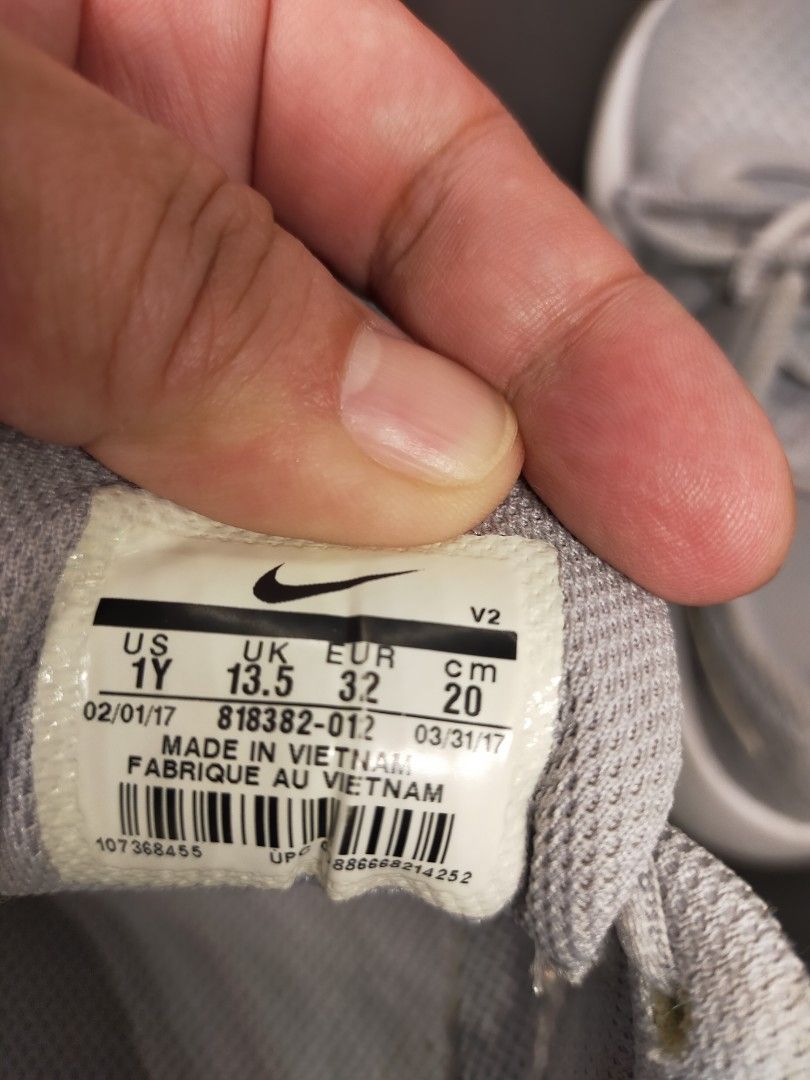 V2
US UK EUR cm
1Y 13.5 32 20
02/01/17 818382-012 03/31/17
MADE IN VIETNAM
FABRIQUE AU VIETNAM
107368455 886668214252